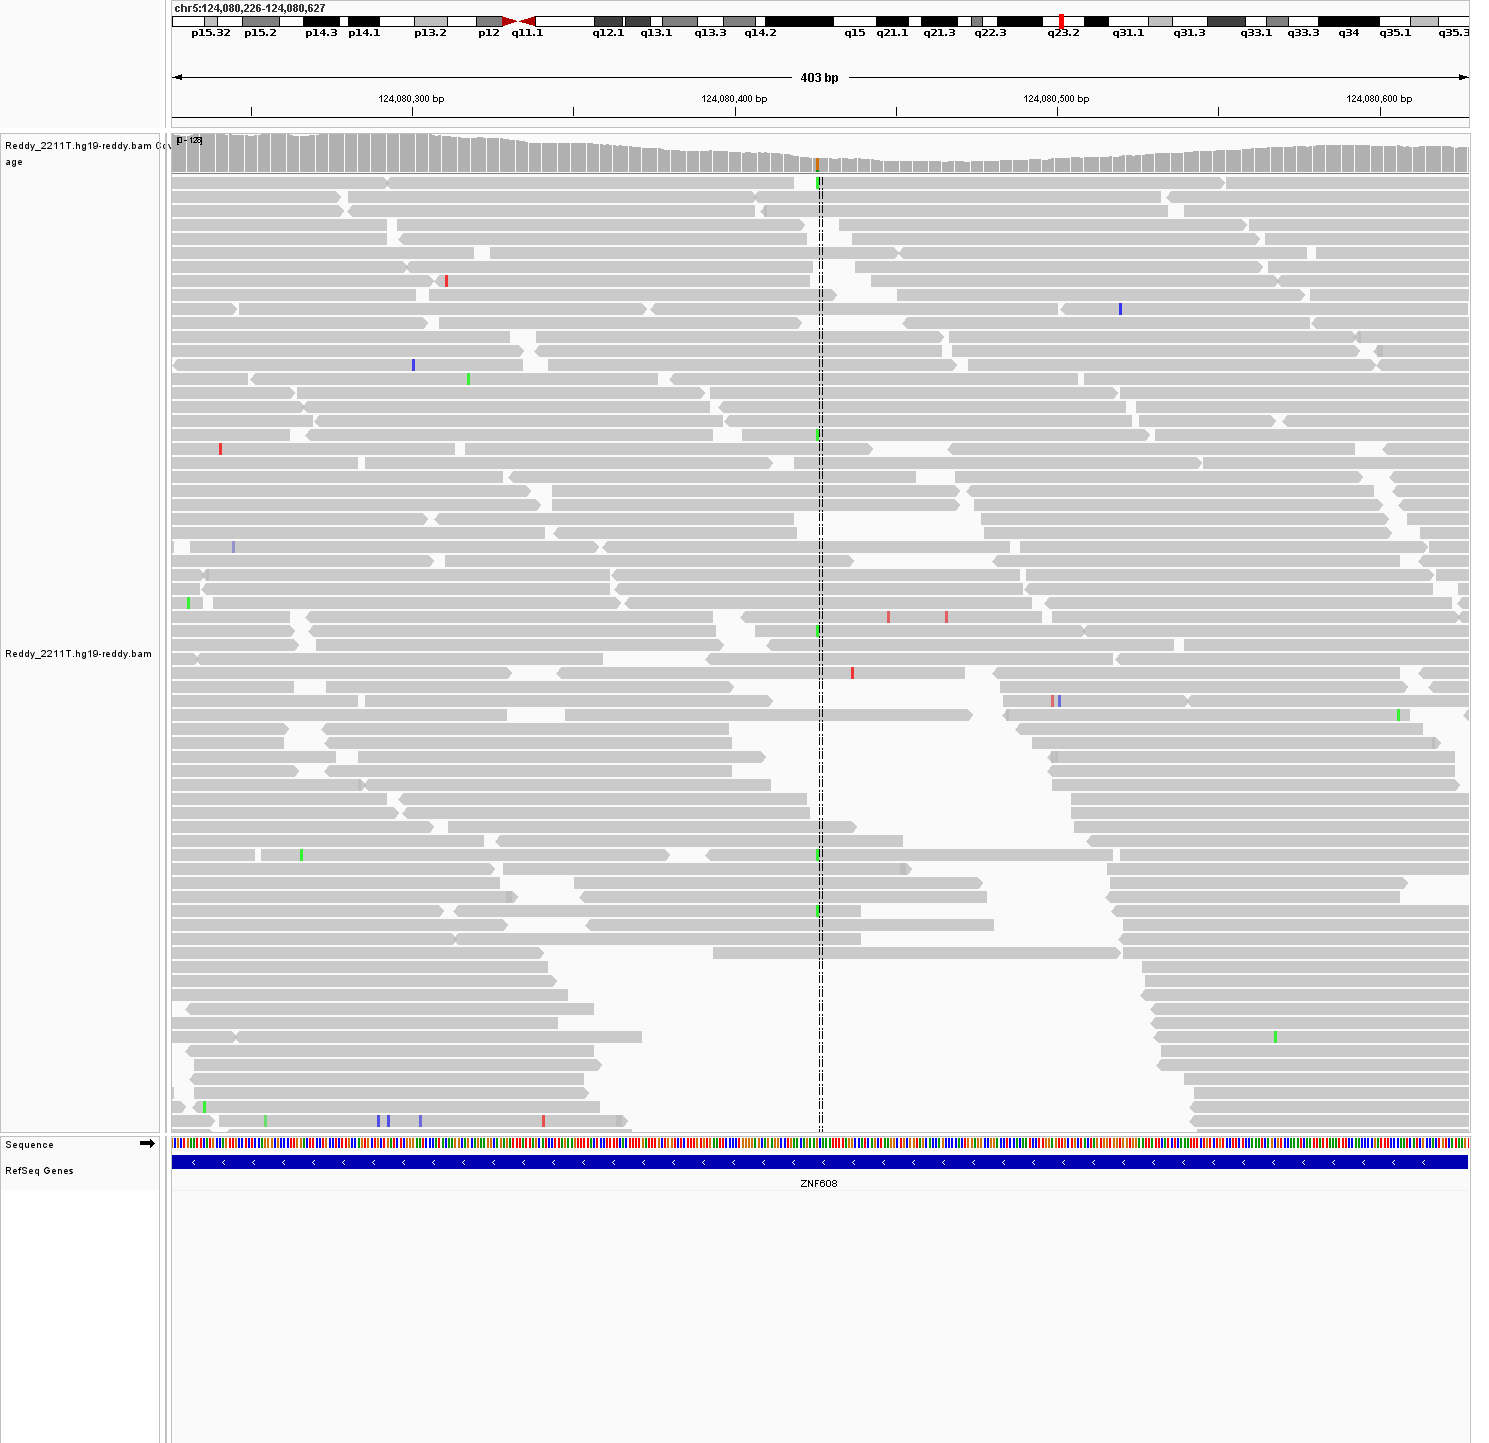 chr5:124,080,226-124,080,627
p15.32 p15.2 p14.3 p14.1 p13.2 p12 q11.1 q12.1 q13.1 q13.3 q14.2 q15 q21.1 q21.3 q22.3 q23.2 q31.1 q31.3 q33.1 q33.3 q34 q35.1 q35.3
403 bp
124,080,300 bp 124,080,400 bp 124,080,500 bp 124,080,600 bp
Reddy_2211T.hg19-reddy.bam Cov
age
[0 - 128]
Reddy_2211T.hg19-reddy.bam
Sequence
RefSeq Genes
ZNF608